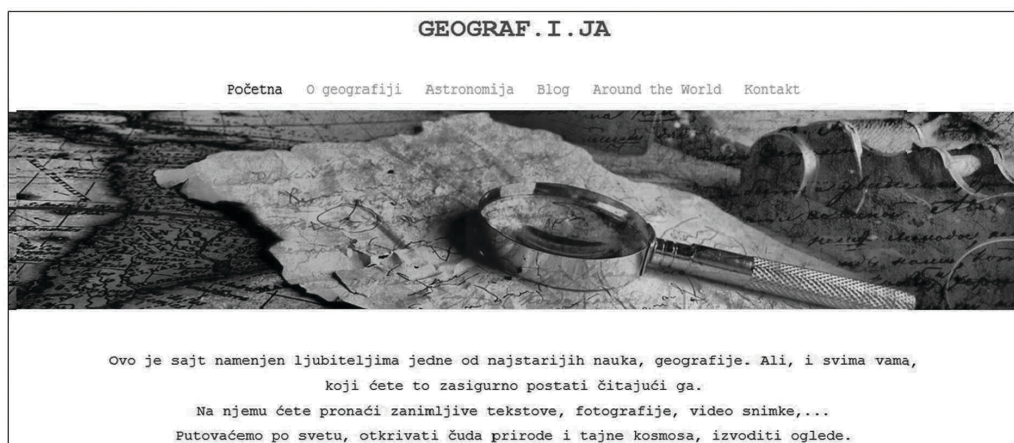 GEOGRAF.I.JA
Početna O geografiji Astronomija Blog Around the World Kontakt
Ovo je sajt namenjen ljubiteljima jedne od najstarijih nauka, geografije. Ali, i svima vama,
koji ćete to zasigurno postati čitajući ga.
Na njemu ćete pronaći zanimljive tekstove, fotografije, video snimke,...
Putovaćemo po svetu, otkrivati čuda prirode i tajne kosmosa, izvoditi oglede.